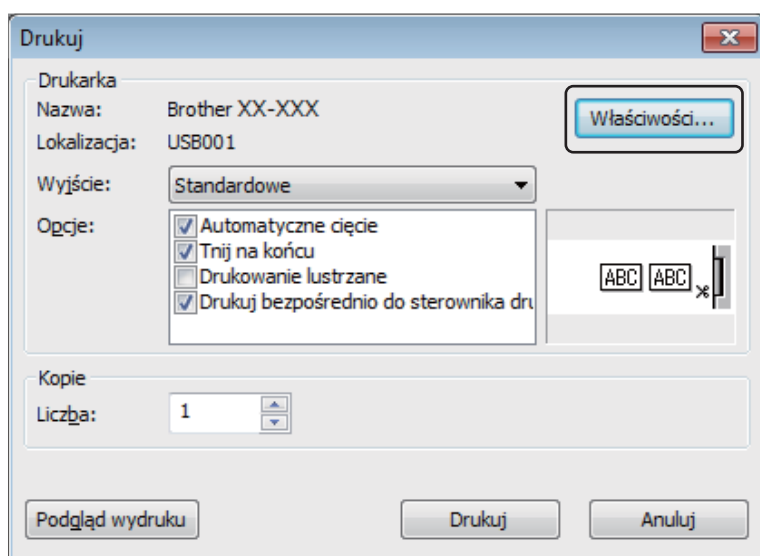 Drukuj
Drukarka
Nazwa: Brother XX-XXX
Właściwości...
Lokalizacja: USB001
Wyjście: Standardowe
Opcje: Automatyczne cięcie
Tnij na końcu
Drukowanie lustrzane
Drukuj bezpośrednio do sterownika dru
ABC ABC
Kopie
Liczba: 1
Podgląd wydruku Drukuj Anuluj